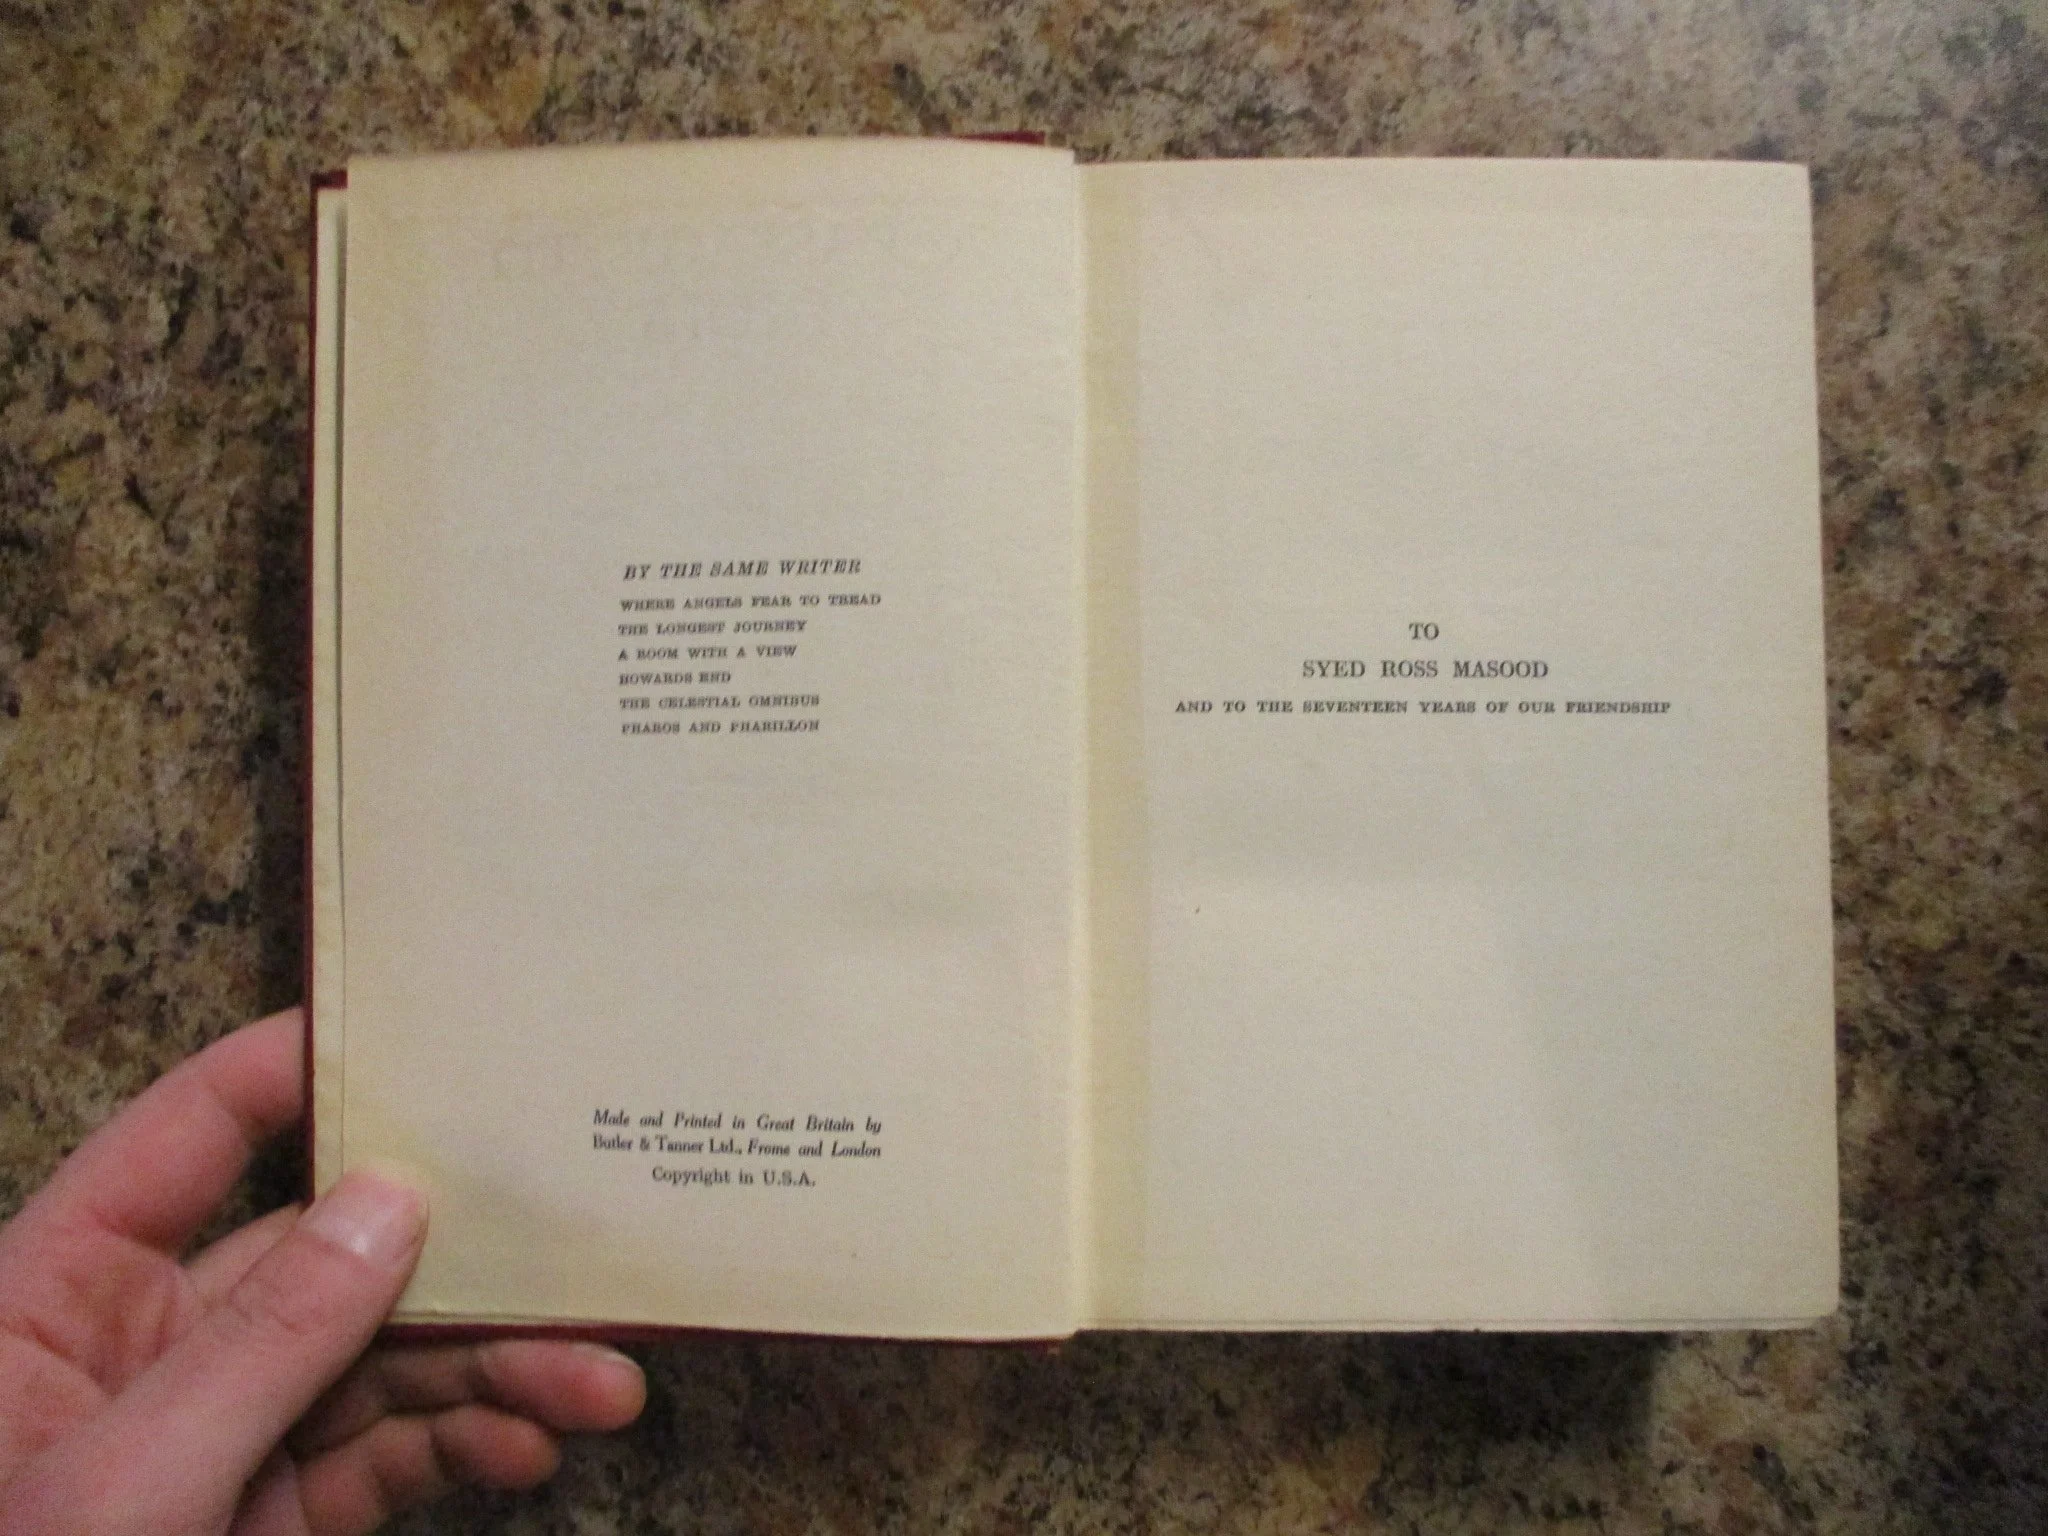 BY THE SAME WRITER
WHERE ANGELS FEAR TO TREAD
THE LONGEST JOURNEY
A ROOM WITH A VIEW
HOWARDS END
THE CELESTIAL OMNIBUS
PHAROS AND PHARILLON
Made and Printed in Great Britain by
Butler & Tanner Ltd., Frome and London
Copyright in U.S.A.
TO
SYED ROSS MASOOD
AND TO THE SEVENTEEN YEARS OF OUR FRIENDSHIP